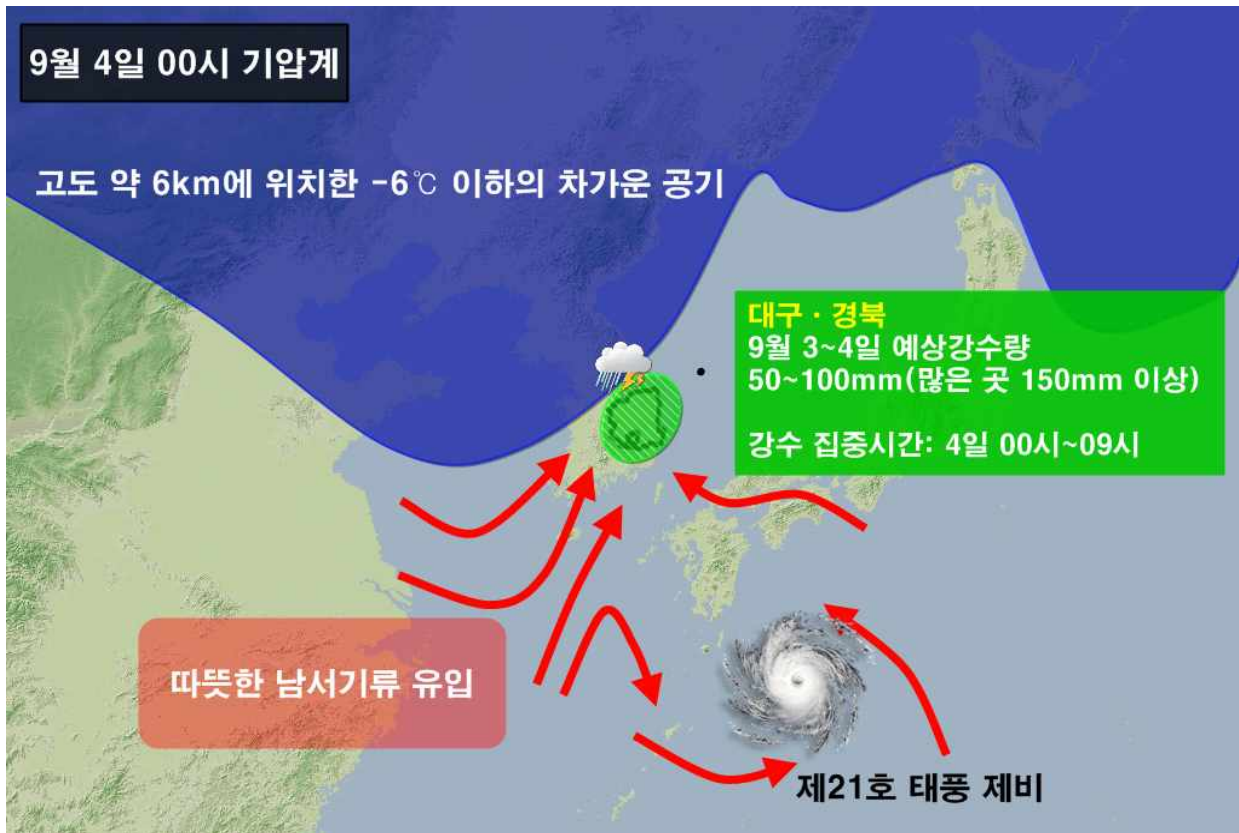 9월 4일 00시 기압계
고도 약 6km에 위치한 -6℃ 이하의 차가운 공기
대구 · 경북
9월 3~4일 예상강수량
50~100mm(많은 곳 150mm 이상)
강수 집중시간: 4일 00시~09시
따뜻한 남서기류 유입
제21호 태풍 제비